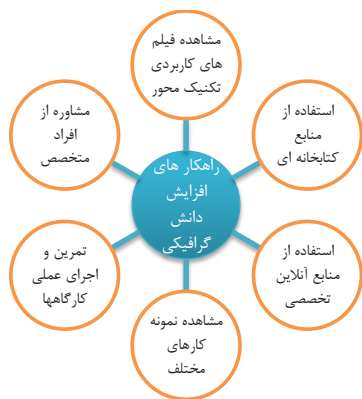 مشاهده فیلم
های کاربردی
تکنیک محور
استفاده از
منابع
کتابخانه ای
استفاده از
منابع آنلاین
تخصصی
مشاهده نمونه
کارهای
مختلف
تمرین و
اجرای عملی
کارگاهها
مشاوره از
افراد
متخصص
راهکار های
افزایش
دانش
گرافیکی